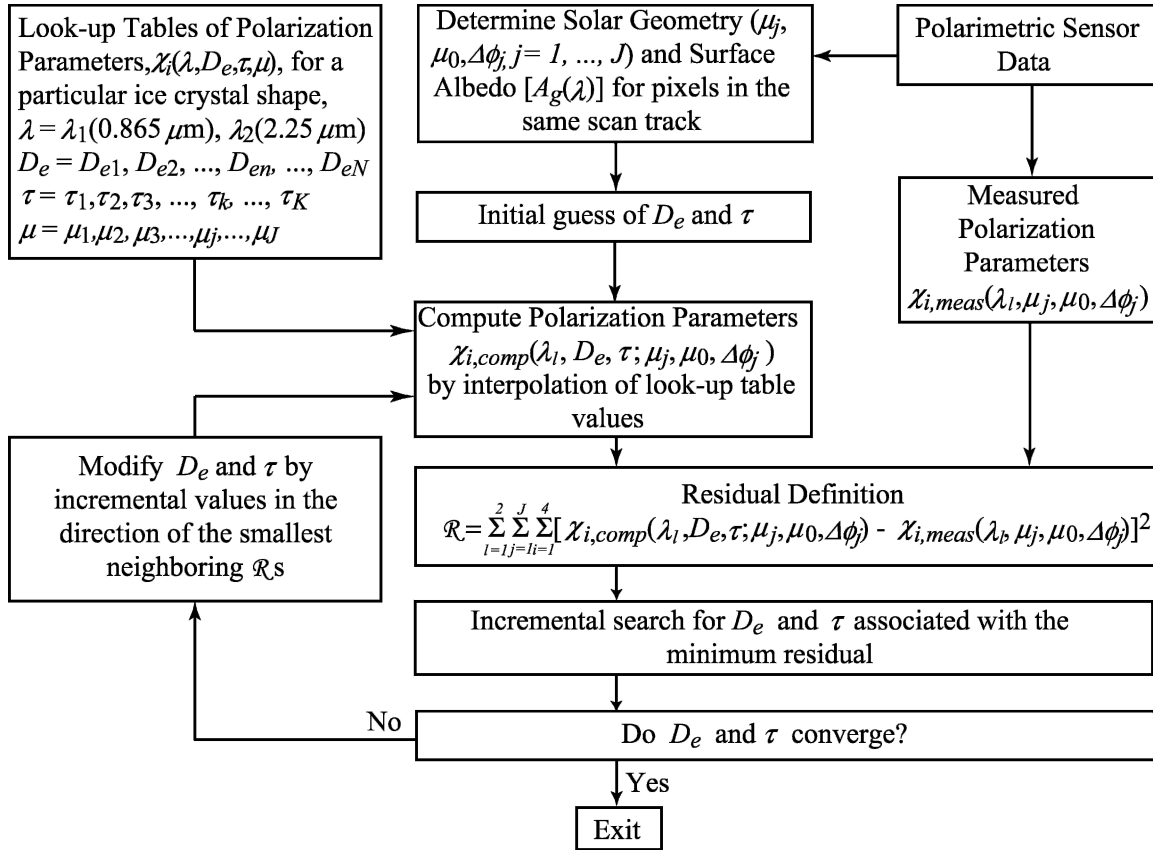 Look-up Tables of Polarization
Parameters,χi(λ,De,τ,μ), for a
particular ice crystal shape,
λ = λ1(0.865 μm), λ2(2.25 μm)
De = De1, De2, ..., Den, ..., DeN
τ = τ1,τ2,τ3, ..., τk, ..., τK
μ = μ1,μ2, μ3,...,μj,...,μJ
Determine Solar Geometry (μj,
μ0,Δϕj, j= 1, ..., J) and Surface
Albedo [Ag(λ)] for pixels in the
same scan track
Polarimetric Sensor
Data
Initial guess of De and τ
Measured
Polarization
Parameters
χi,meas(λl,μj,μ0,Δϕj)
Compute Polarization Parameters
χi,comp(λl, De, τ; μj, μ0, Δϕj )
by interpolation of look-up table
values
Modify De and τ by
incremental values in the
direction of the smallest
neighboring ℛs
Residual Definition
ℛ = 2Σl=1 JΣj=1 4Σi=1 [ χi,comp(λl ,De,τ; μj,μ0,Δϕj) - χi,meas(λl, μj,μ0,Δϕj)]2
Incremental search for De and τ associated with the
minimum residual
Do De and τ converge?
No
Yes
Exit